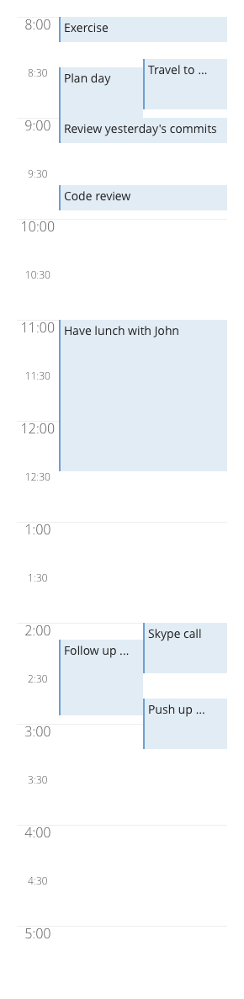 8:00
Exercise
8:30
Plan day
Travel to ...
9:00
Review yesterday's commits
9:30
Code review
10:00
10:30
11:00
Have lunch with John
11:30
12:00
12:30
1:00
1:30
2:00
Skype call
Follow up ...
2:30
Push up ...
3:00
3:30
4:00
4:30
5:00